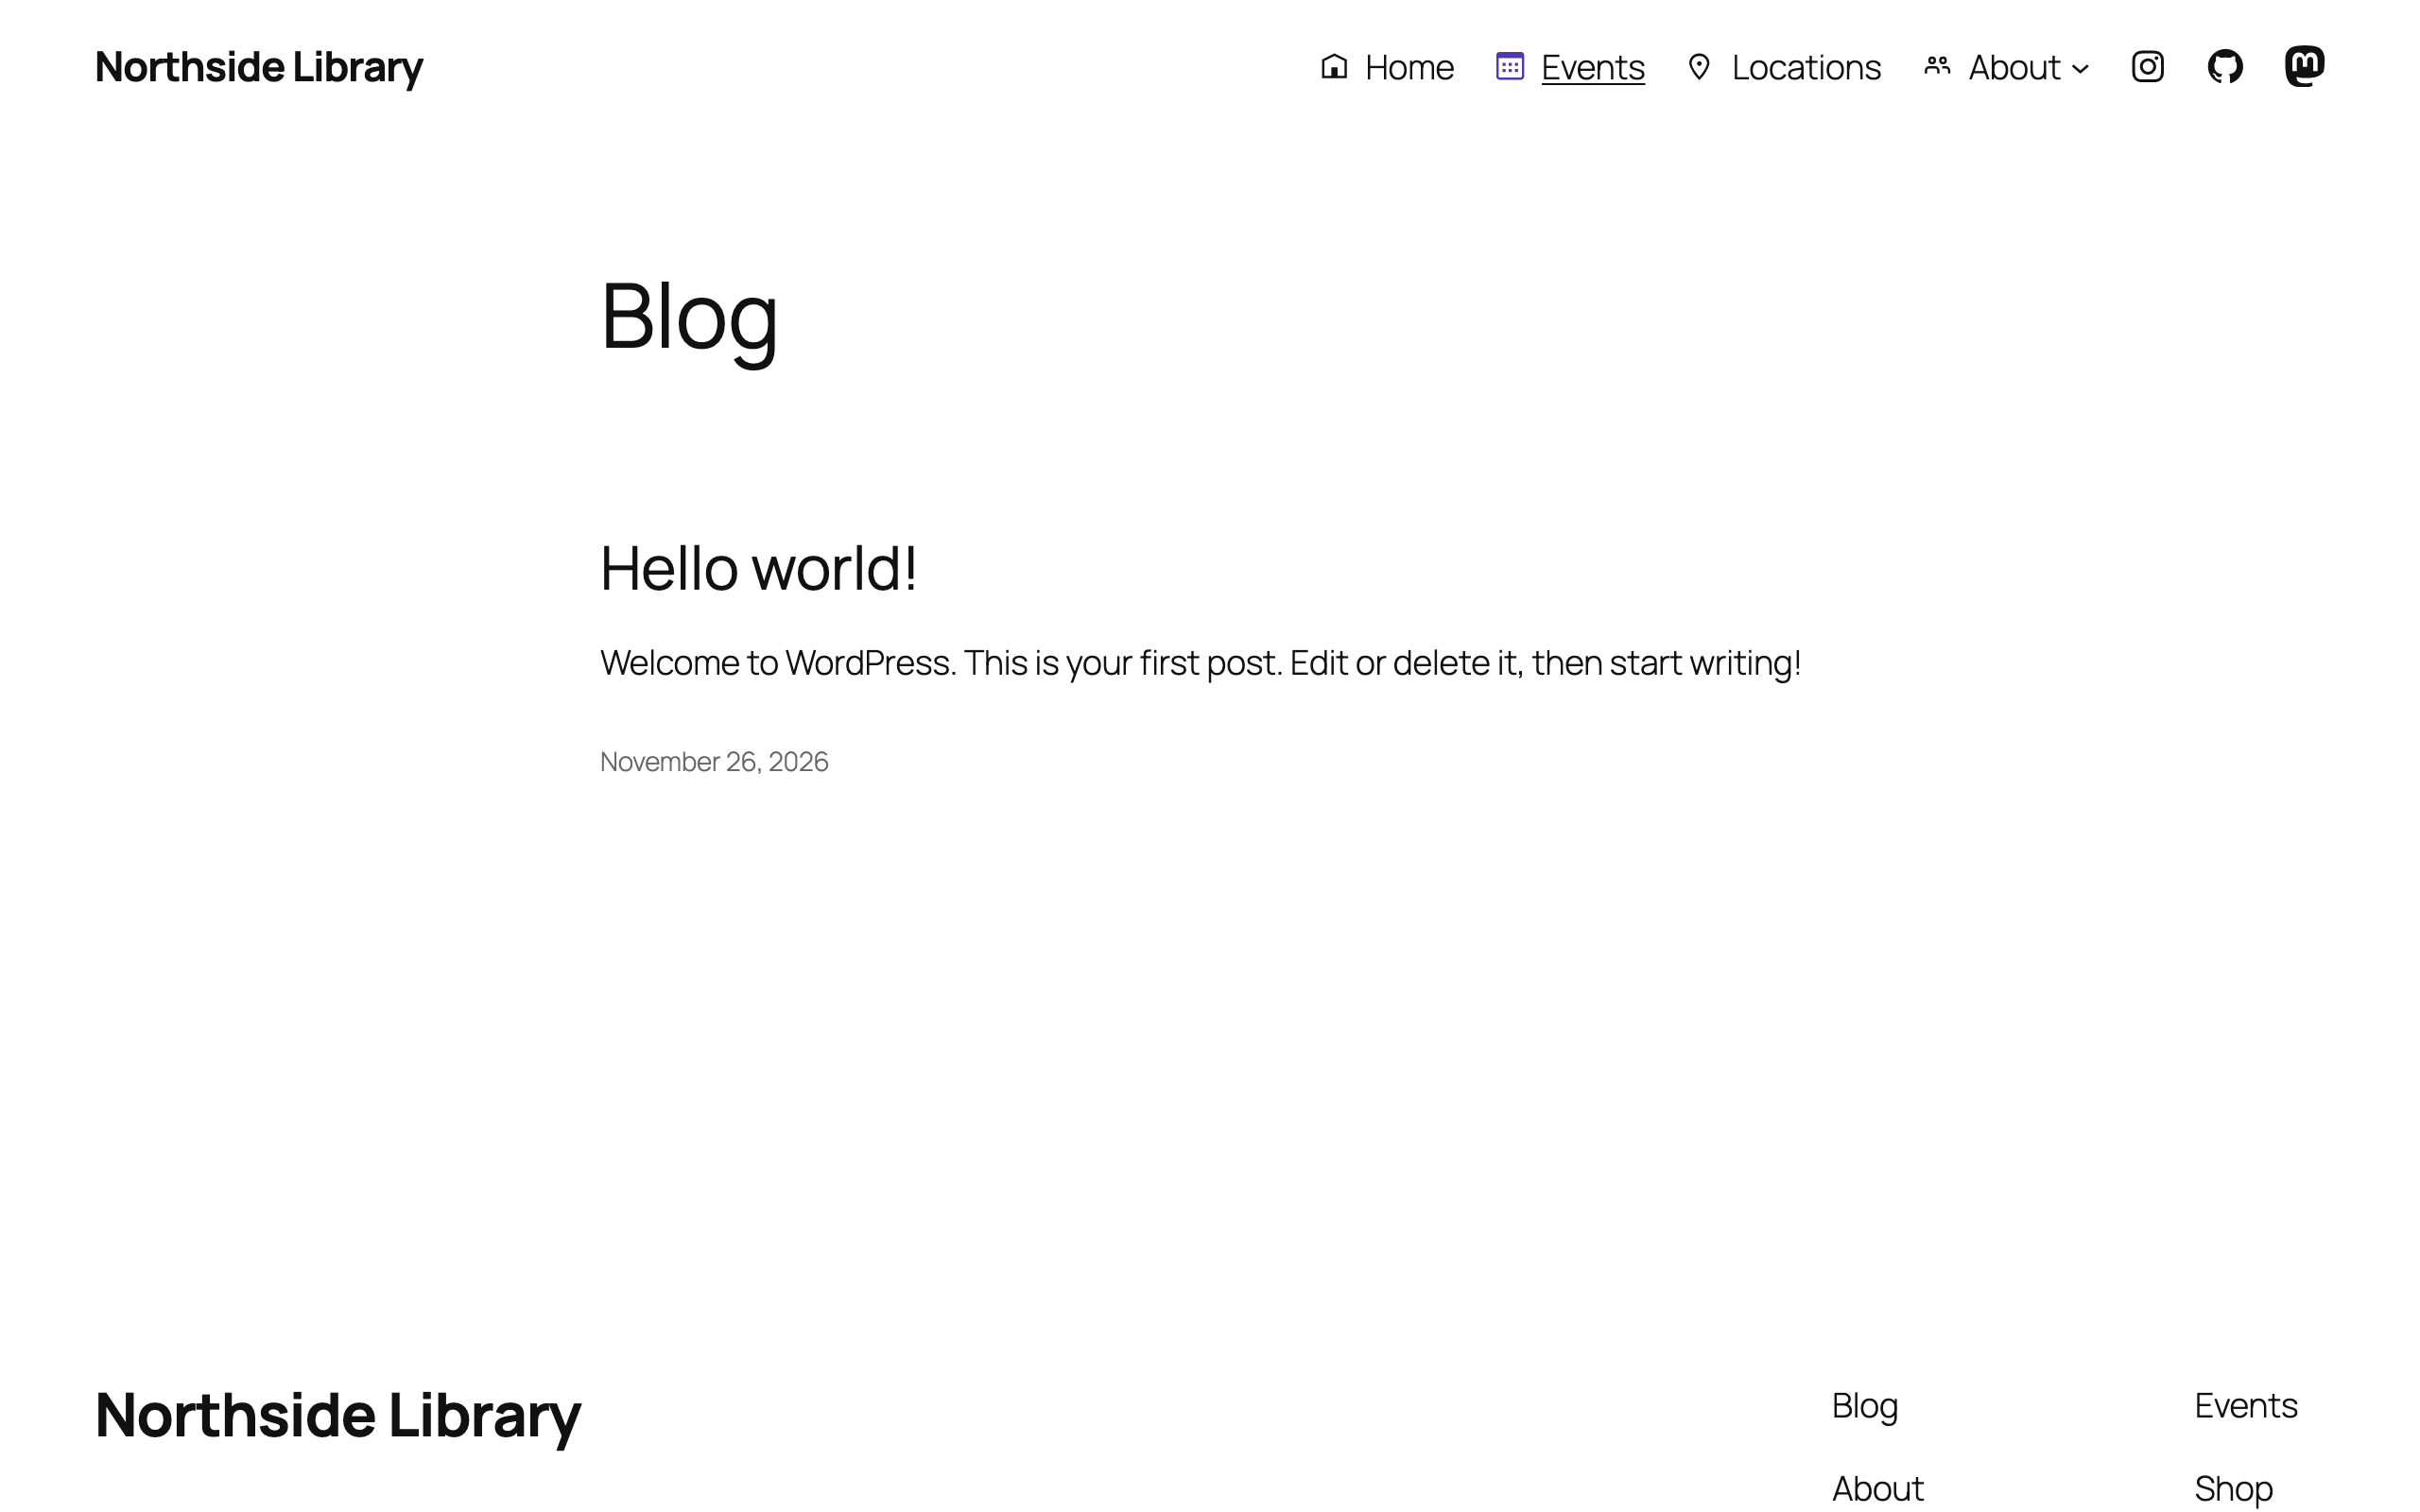 Northside Library
Home Events Locations About
Blog
Hello world!
Welcome to WordPress. This is your first post. Edit or delete it, then start writing!
November 26, 2026
Northside Library
Blog Events
About Shop